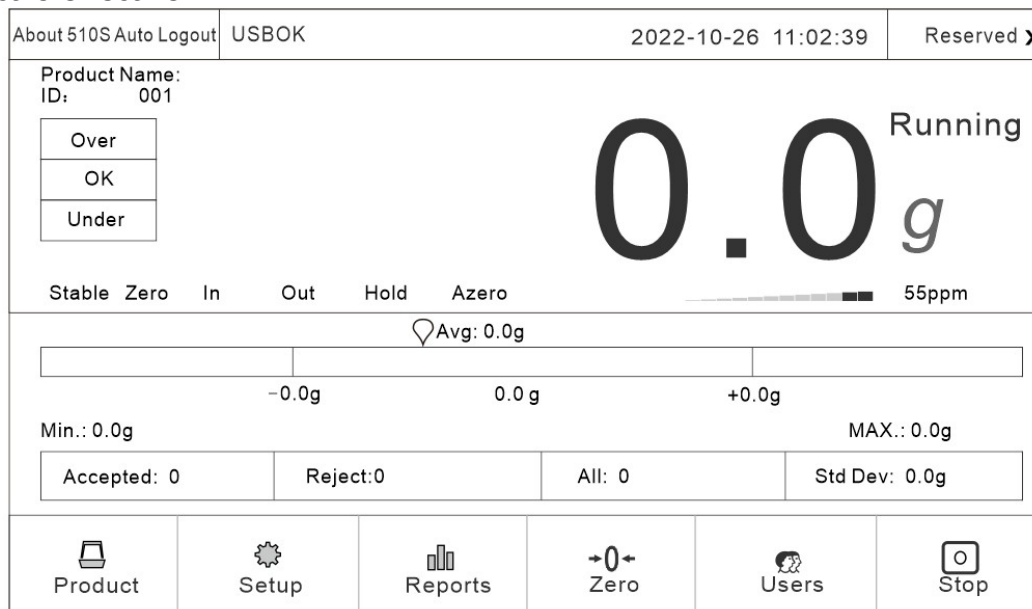 About 510S Auto Logout USBOK 2022-10-26 11:02:39 Reserved
Product Name:
ID: 001
Over
OK
Under
0.0 g
Running
Stable Zero In Out Hold Azero 55ppm
Avg: 0.0g
-0.0g 0.0 g +0.0g
Min.: 0.0g MAX.: 0.0g
Accepted: 0 Reject:0 All: 0 Std Dev: 0.0g
Product Setup Reports →0← Zero Users Stop